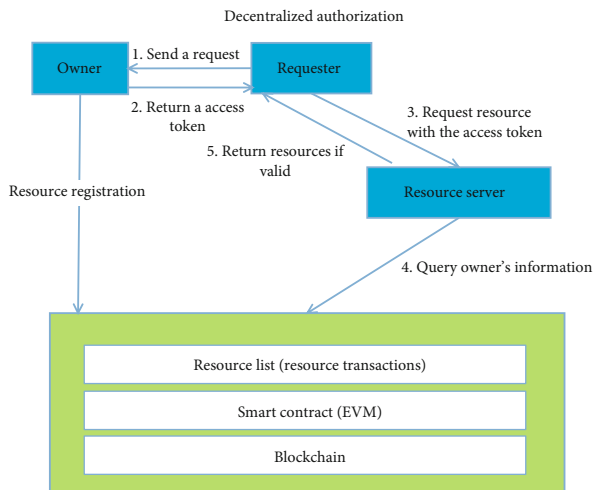 Decentralized authorization
Owner
1. Send a request
Requester
2. Return a access
token
3. Request resource
with the access token
5. Return resources if
valid
Resource registration
Resource server
4. Query owner's information
Resource list (resource transactions)
Smart contract (EVM)
Blockchain